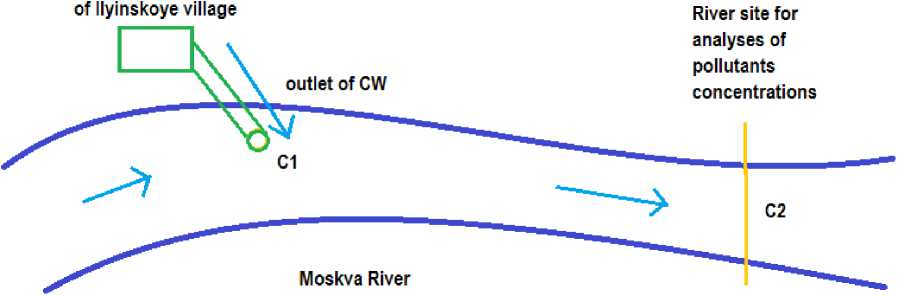 of Ilyinskoye village
River site for
analyses of
pollutants
concentrations
outlet of CW
C1
C2
Moskva River